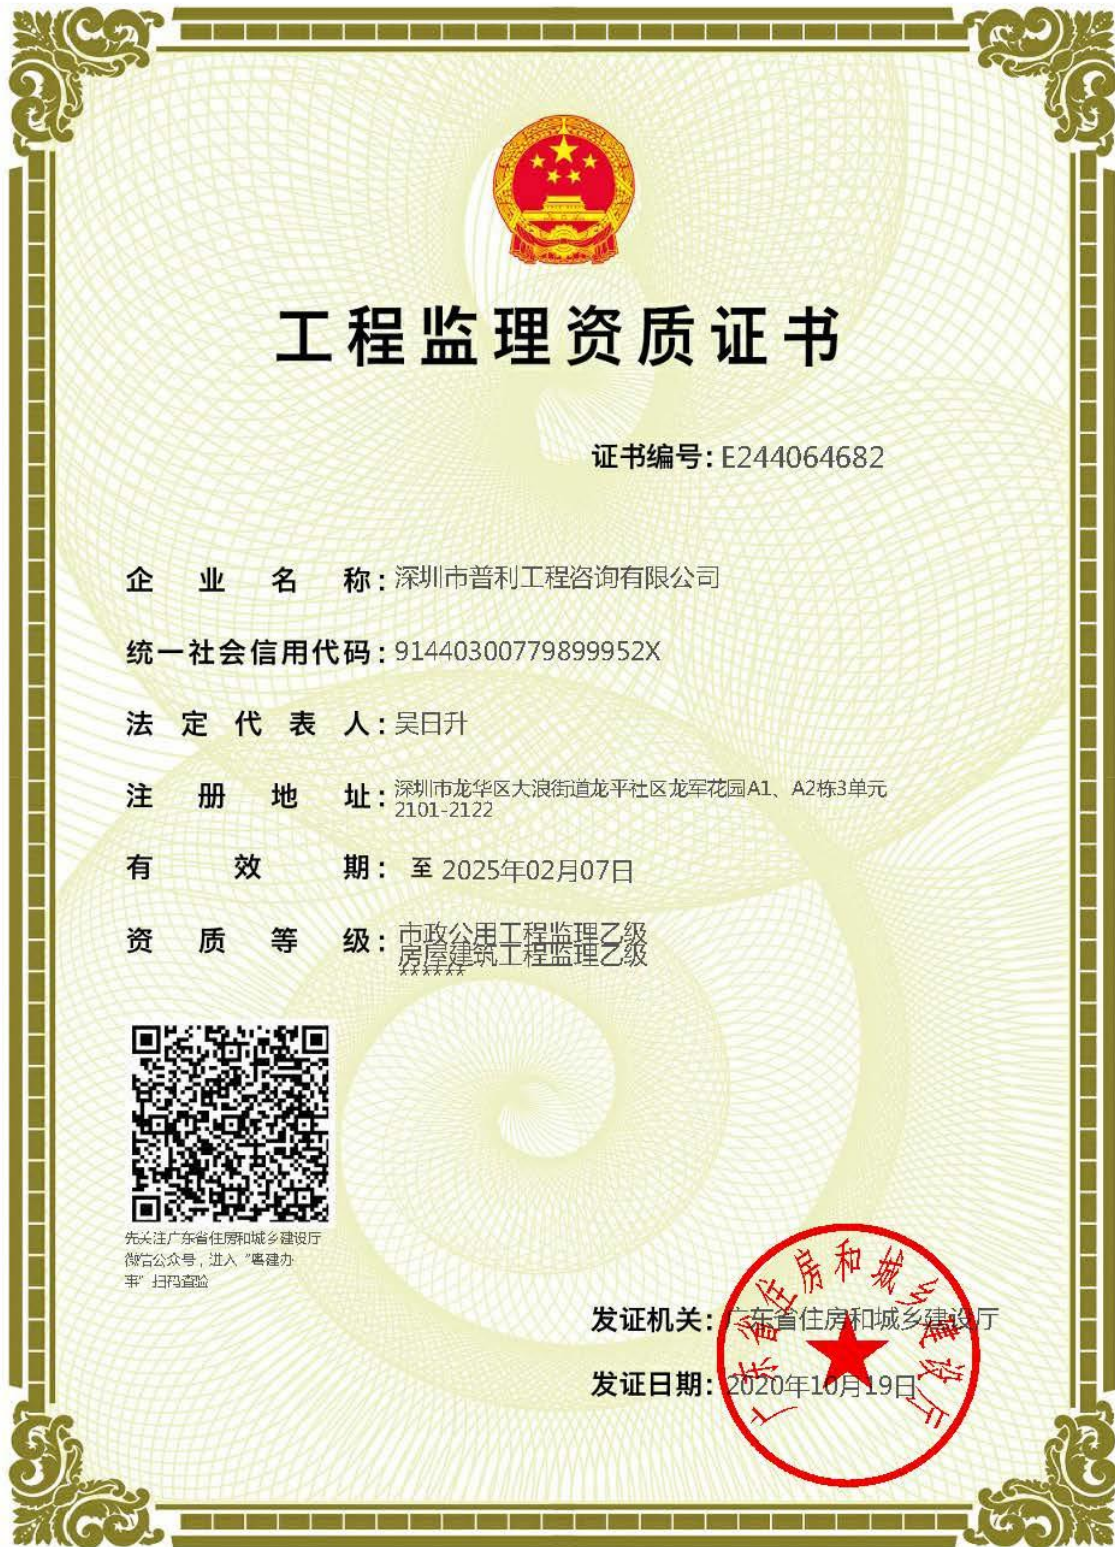 工程监理资质证书
证书编号：E244064682
企业名称：深圳市普利工程咨询有限公司
统一社会信用代码：91440300779899952X
法定代表人：吴日升
注册地址：深圳市龙华区大浪街道龙平社区龙军花园A1、A2栋3单元
2101-2122
有效期：至 2025年02月07日
资质等级：市政公用工程监理乙级
房屋建筑工程监理乙级
******
先关注广东省住房和城乡建设厅
微信公众号，进入“粤建办
事”扫码查验
发证机关：广东省住房和城乡建设厅
发证日期：2020年10月19日
广东省住房和城乡建设厅